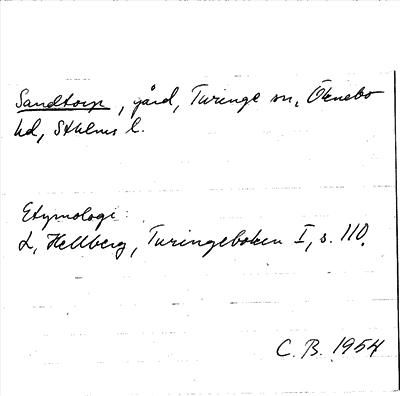 Sandtorp, gård, Turinge sn, Öknebo
hd, Sthlms l.
Etymologi:
L. Hellberg, Turingeboken I, s. 110.
C. B. 1954